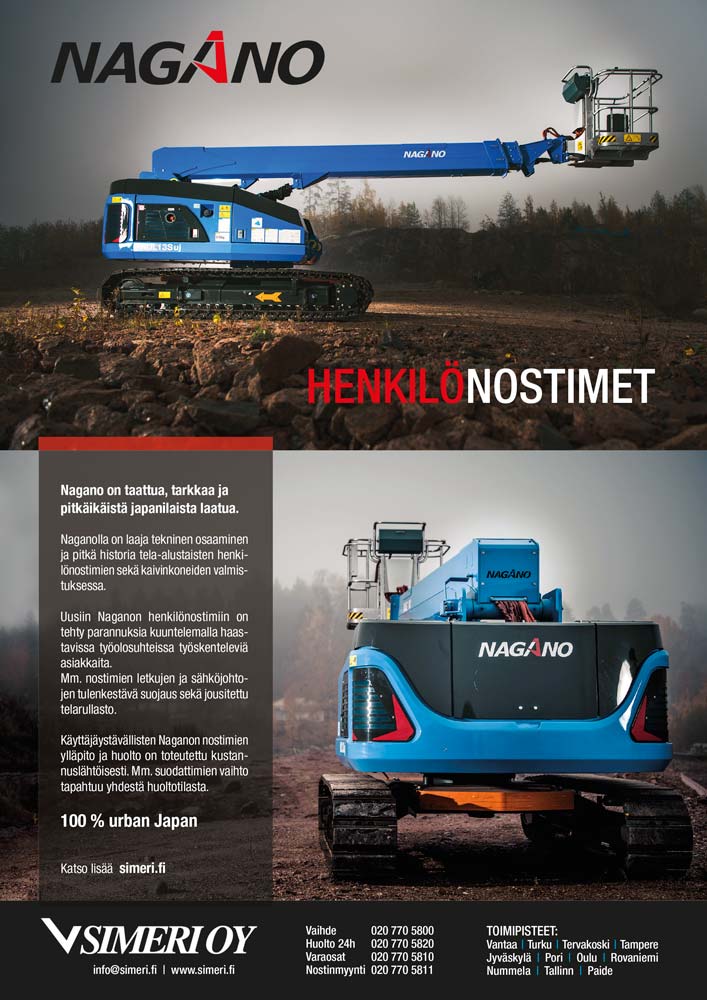 NAGANO
NAGANO
HENKILÖNOSTIMET
Nagano on taattua, tarkkaa ja
pitkäikäistä japanilaista laatua.
Naganolla on laaja tekninen osaaminen
ja pitkä historia tela-alustaisten henki-
lönostimien sekä kaivinkoneiden valmis-
tuksessa.
Uusiin Naganon henkilönostimiin on
tehty parannuksia kuuntelemalla haas-
tavissa työolosuhteissa työskenteleviä
asiakkaita.
Mm. nostimien letkujen ja sähköjohto-
jen tulenkestävä suojaus sekä jousitettu
telarullasto.
Käyttäjäystävällisten Naganon nostimien
ylläpito ja huolto on toteutettu kustan-
nuslähtöisesti. Mm. suodattimien vaihto
tapahtuu yhdestä huoltotilasta.
100 % urban Japan
Katso lisää simeri.fi
NAGANO
NAGANO
SIMERI OY
info@simeri.fi | www.simeri.fi
Vaihde 020 770 5800
Huolto 24h 020 770 5820
Varaosat 020 770 5810
Nostinmyynti 020 770 5811
TOIMIPISTEET:
Vantaa | Turku | Tervakoski | Tampere
Jyväskylä | Pori | Oulu | Rovaniemi
Nummela | Tallinn | Paide